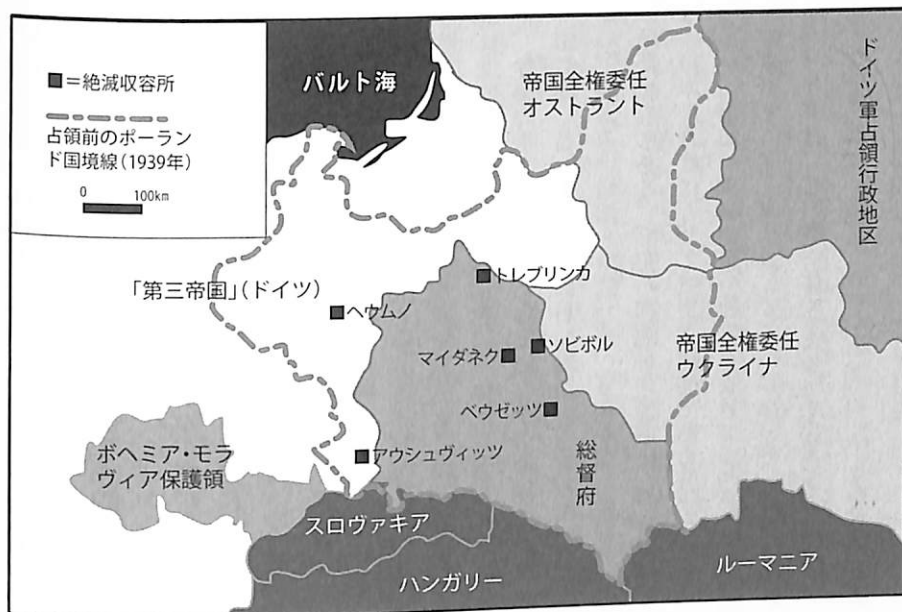 ■=絶滅収容所
占領前のポーラン
ド国境線(1939年)
0 100km
バルト海
帝国全権委任
オストラント
ドイツ軍占領行政地区
「第三帝国」(ドイツ)
トレブリンカ
ヘウムノ
ソビボル
マイダネク
帝国全権委任
ウクライナ
ベウゼッツ
ボヘミア・モラ
ヴィア保護領
アウシュヴィッツ
総督府
スロヴァキア
ハンガリー
ルーマニア